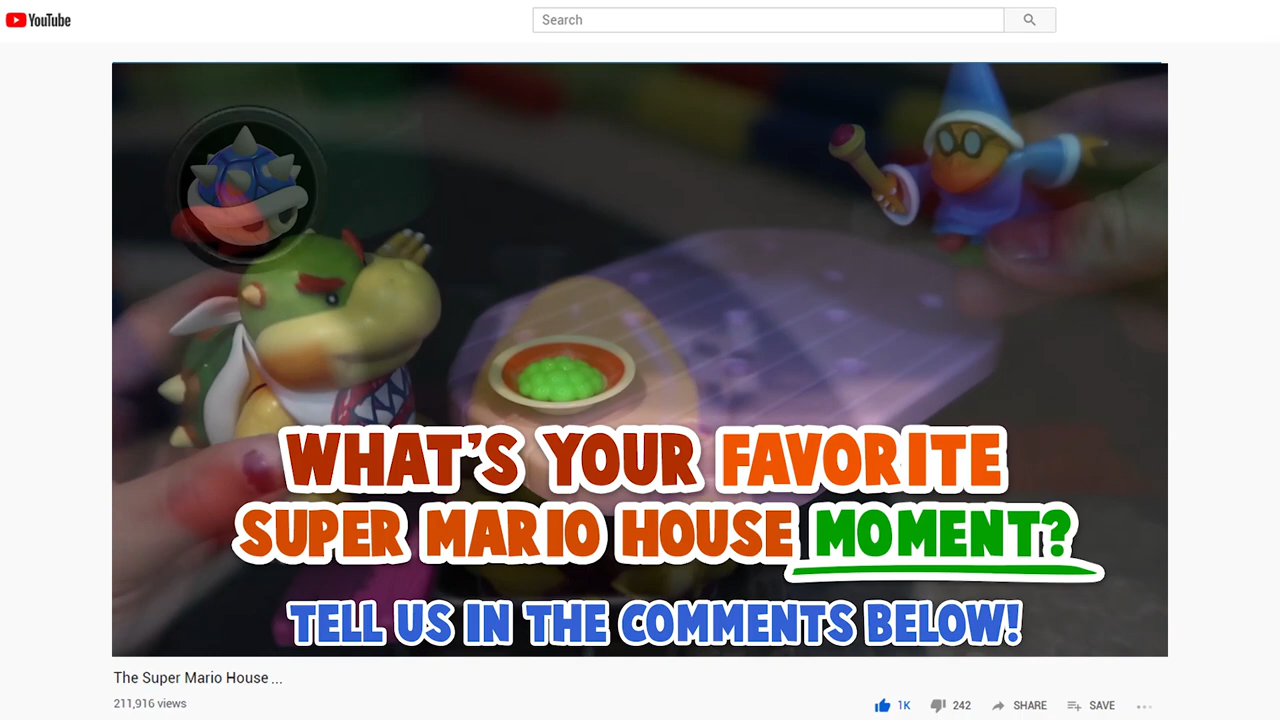 YouTube
Search
WHAT'S YOUR FAVORITE
SUPER MARIO HOUSE MOMENT?
TELL US IN THE COMMENTS BELOW!
The Super Mario House ...
211,916 views
1K 242 SHARE SAVE